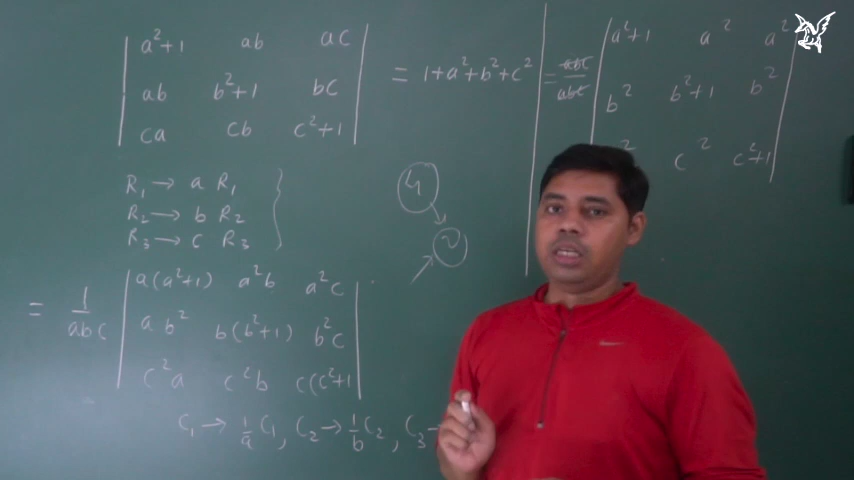 | a²+1 ab ac |
| ab b²+1 bc | = 1+a²+b²+c²
| ca cb c²+1 |
R₁ → a R₁
R₂ → b R₂
R₃ → c R₃
= 1/abc | a(a²+1) a²b a²c |
| ab² b(b²+1) b²c |
| c²a c²b c(c²+1 |
C₁ → 1/a C₁, C₂ → 1/b C₂, C₃ →
= abc/abc | a²+1 a² a² |
| b² b²+1 b² |
| ² c² c²+1 |